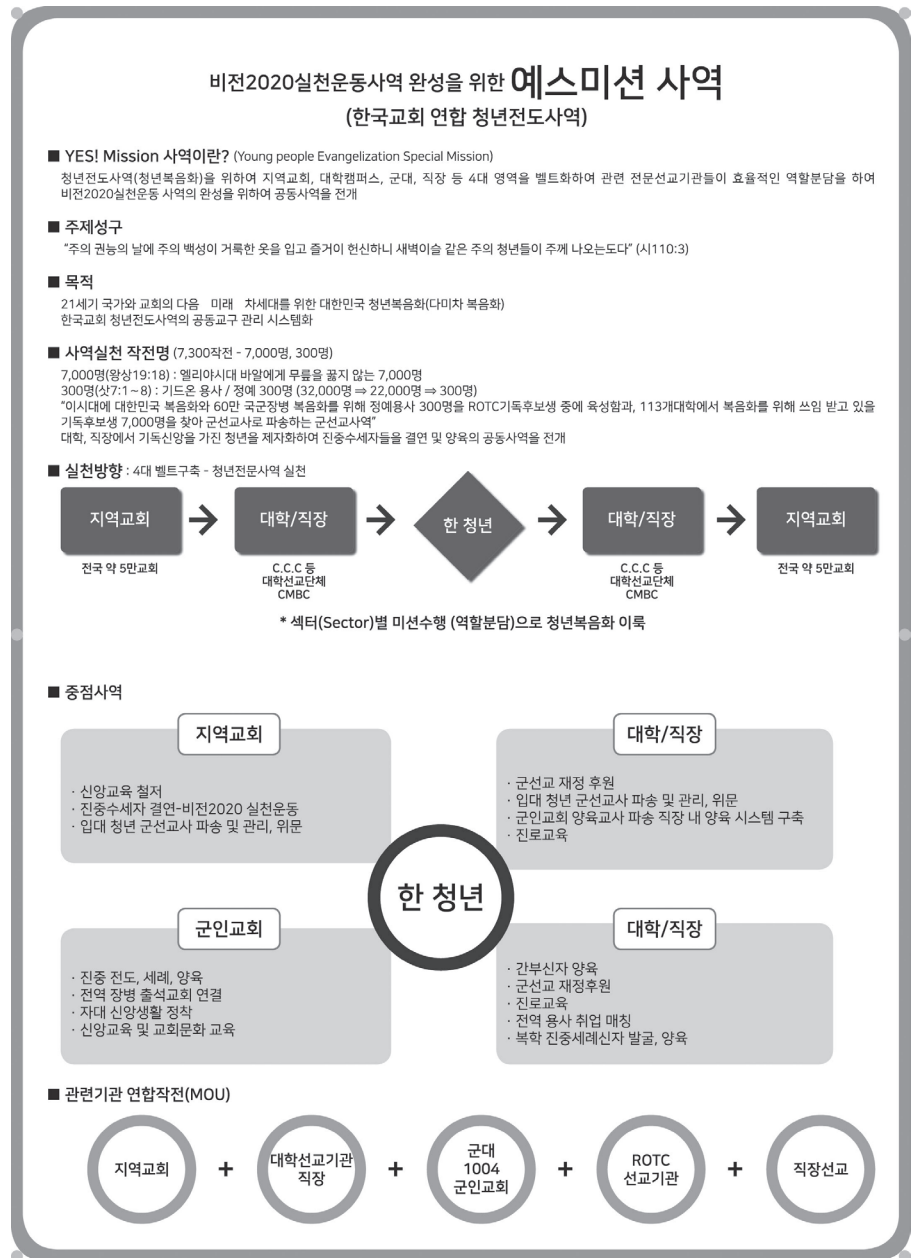 비전2020실천운동사역 완성을 위한 예스미션 사역
(한국교회 연합 청년전도사역)
■ YES! Mission 사역이란? (Young people Evangelization Special Mission)
청년전도사역(청년복음화)을 위하여 지역교회, 대학캠퍼스, 군대, 직장 등 4대 영역을 벨트화하여 관련 전문선교기관들이 효율적인 역할분담을 하여
비전2020실천운동 사역의 완성을 위하여 공동사역을 전개
■ 주제성구
“주의 권능의 날에 주의 백성이 거룩한 옷을 입고 즐거이 헌신하니 새벽이슬 같은 주의 청년들이 주께 나오는도다” (시110:3)
■ 목적
21세기 국가와 교회의 다음 미래 차세대를 위한 대한민국 청년복음화(다미차 복음화)
한국교회 청년전도사역의 공동교구 관리 시스템화
■ 사역실천 작전명 (7,300작전 - 7,000명, 300명)
7,000명(왕상19:18) : 엘리야시대 바알에게 무릎을 꿇지 않는 7,000명
300명(삿7:1~8) : 기드온 용사 / 정예 300명 (32,000명 ⇒ 22,000명 ⇒ 300명)
“이시대에 대한민국 복음화와 60만 국군장병 복음화를 위해 정예용사 300명을 ROTC기독후보생 중에 육성함과, 113개대학에서 복음화를 위해 쓰임 받고 있을
기독후보생 7,000명을 찾아 군선교사로 파송하는 군선교사역”
대학, 직장에서 기독신앙을 가진 청년을 제자화하여 진중수세자들을 결연 및 양육의 공동사역을 전개
■ 실천방향 : 4대 벨트구축 - 청년전문사역 실천
지역교회 → 대학/직장 → 한 청년 → 대학/직장 → 지역교회
전국 약 5만교회
C.C.C 등
대학선교단체
CMBC
C.C.C 등
대학선교단체
CMBC
전국 약 5만교회
* 섹터(Sector)별 미션수행 (역할분담)으로 청년복음화 이룩
■ 중점사역
지역교회
· 신앙교육 철저
· 진중수세자 결연-비전2020 실천운동
· 입대 청년 군선교사 파송 및 관리, 위문
대학/직장
· 군선교 재정 후원
· 입대 청년 군선교사 파송 및 관리, 위문
· 군인교회 양육교사 파송 직장 내 양육 시스템 구축
· 진로교육
한 청년
군인교회
· 진중 전도, 세례, 양육
· 전역 장병 출석교회 연결
· 자대 신앙생활 정착
· 신앙교육 및 교회문화 교육
대학/직장
· 간부신자 양육
· 군선교 재정후원
· 진로교육
· 전역 용사 취업 매칭
· 복학 진중세례신자 발굴, 양육
■ 관련기관 연합작전(MOU)
지역교회
+
대학선교기관
직장
+
군대
1004
군인교회
+
ROTC
선교기관
+
직장선교